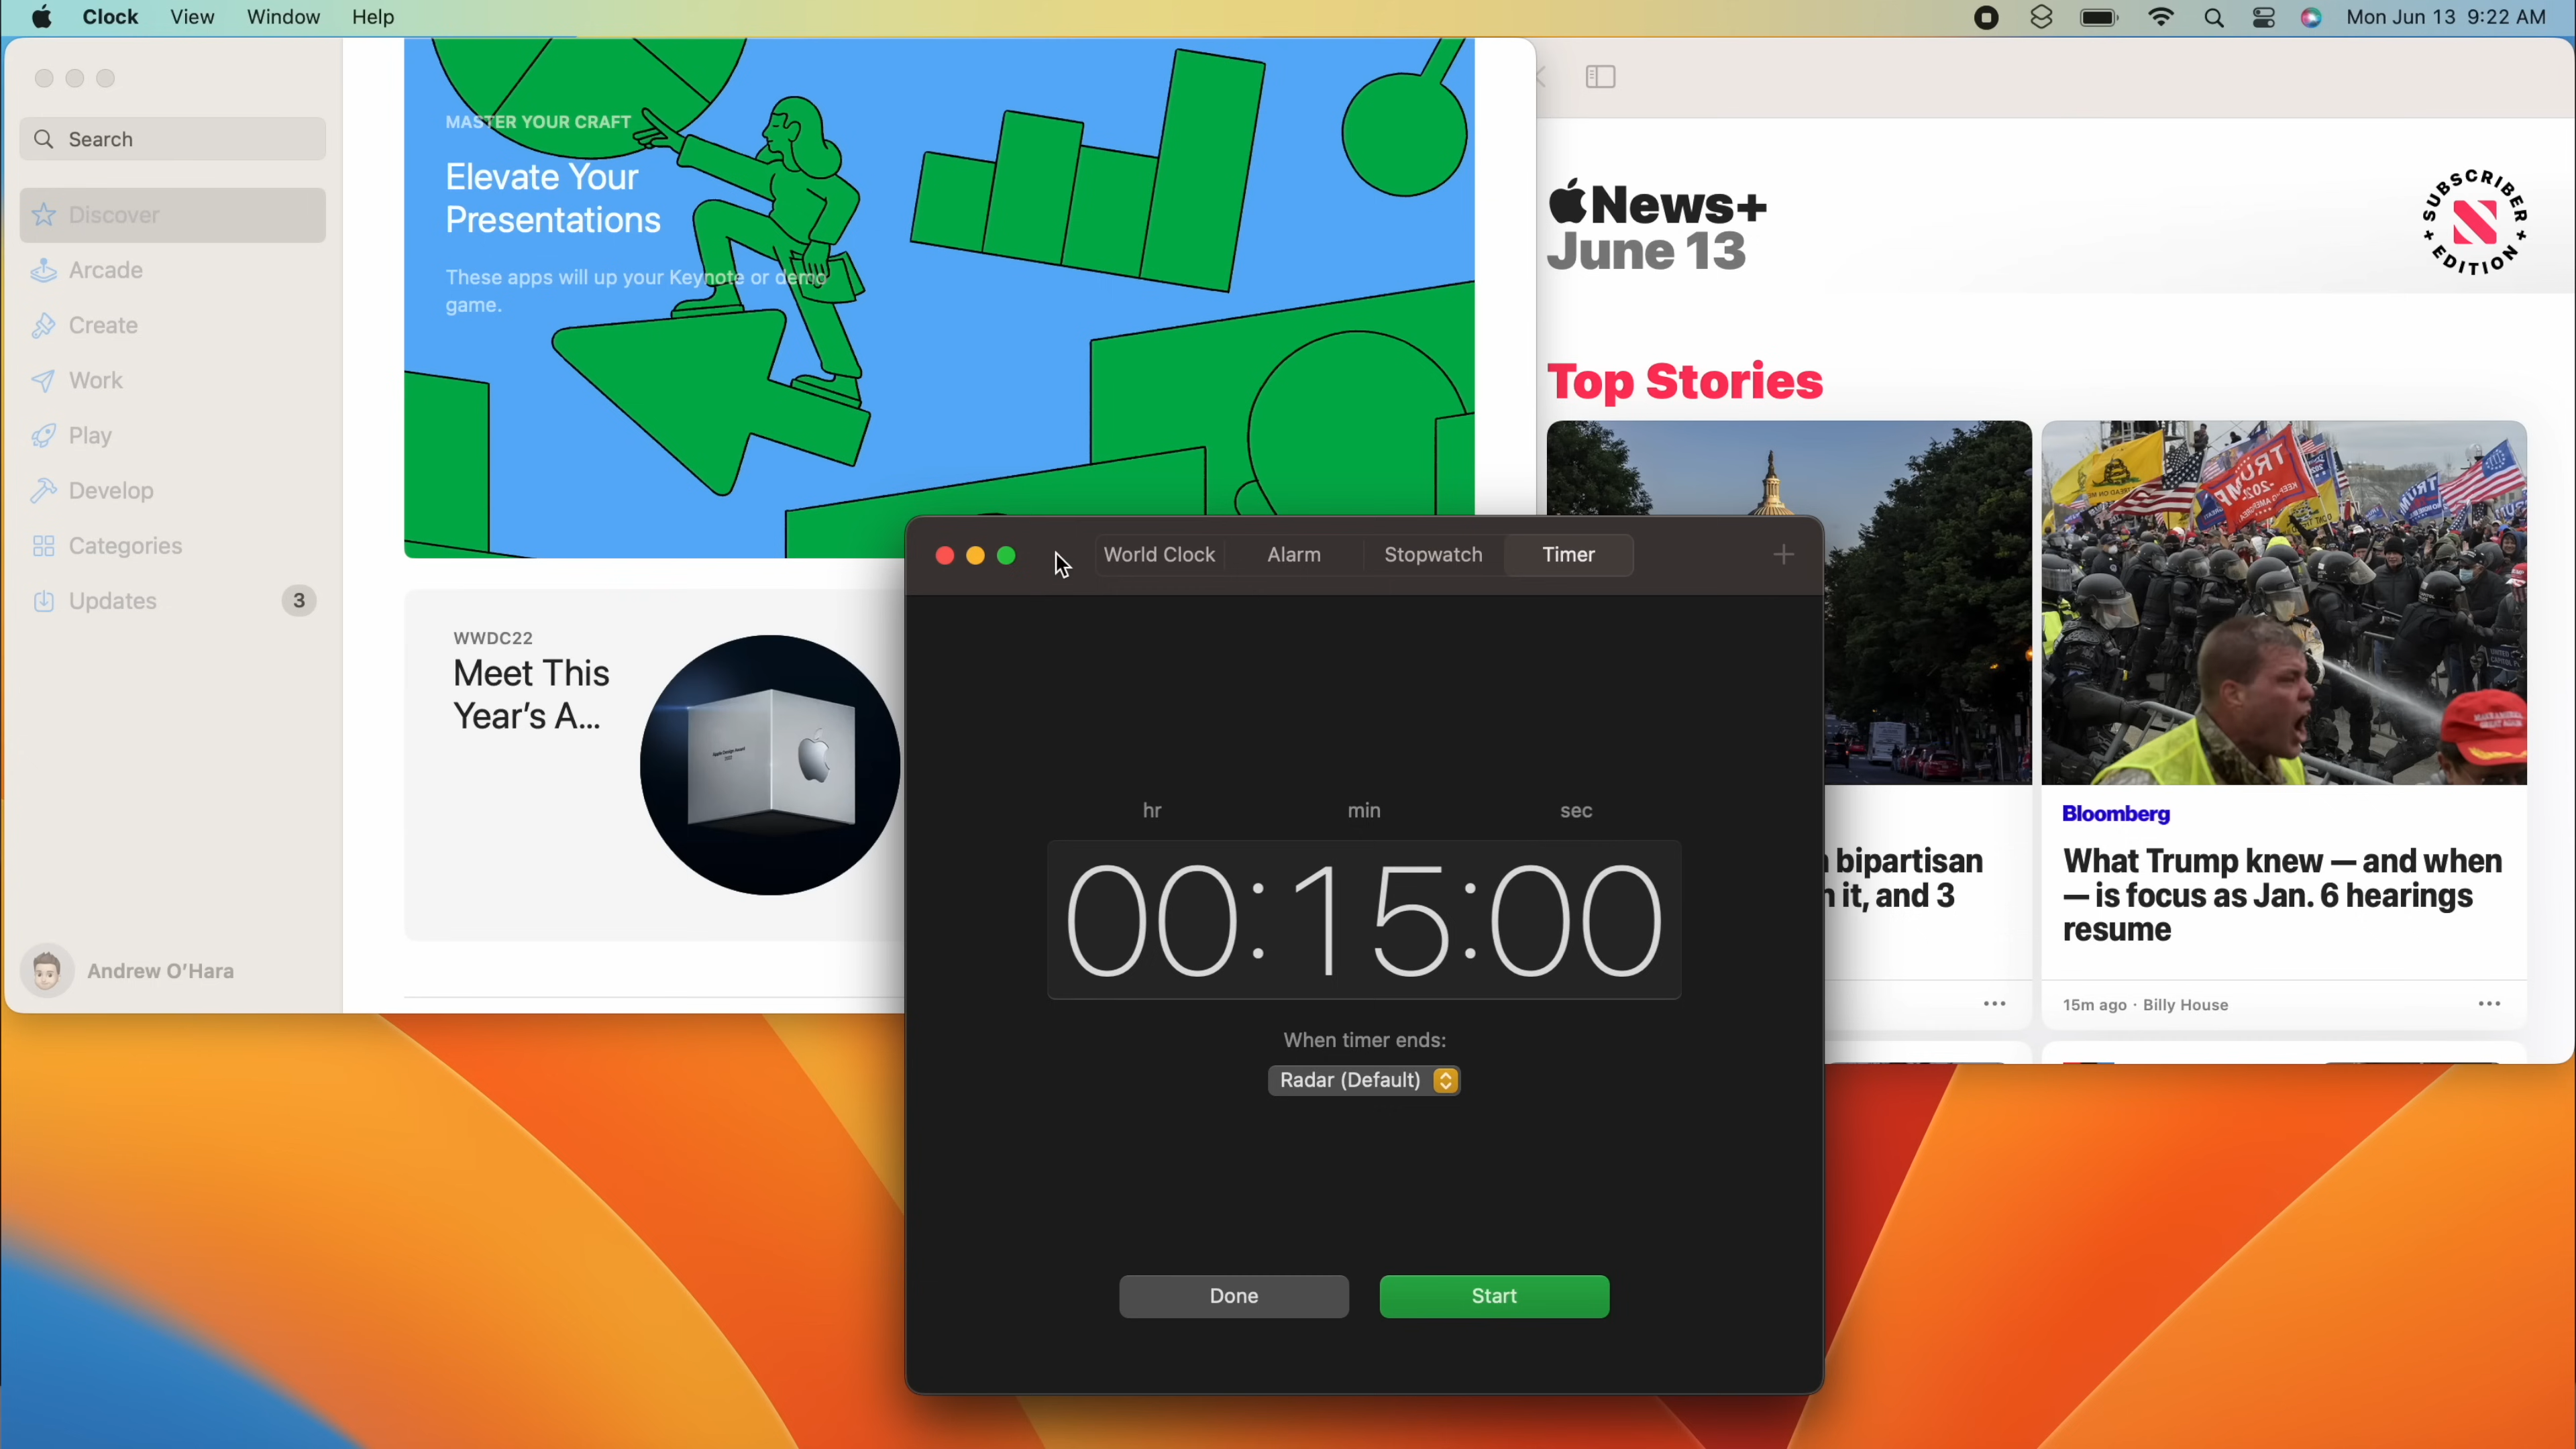 Clock View Window Help
Mon Jun 13 9:22 AM
Search
Discover
Arcade
Create
Work
Play
Develop
Categories
Updates 3
Andrew O'Hara
MASTER YOUR CRAFT
Elevate Your
Presentations
These apps will up your Keynote or demo
game.
WWDC22
Meet This
Year's A...
News+
June 13
SUBSCRIBER
EDITION
Top Stories
bipartisan
it, and 3
Bloomberg
What Trump knew — and when
— is focus as Jan. 6 hearings
resume
15m ago · Billy House
World Clock Alarm Stopwatch Timer
hr min sec
00:15:00
When timer ends:
Radar (Default)
Done Start